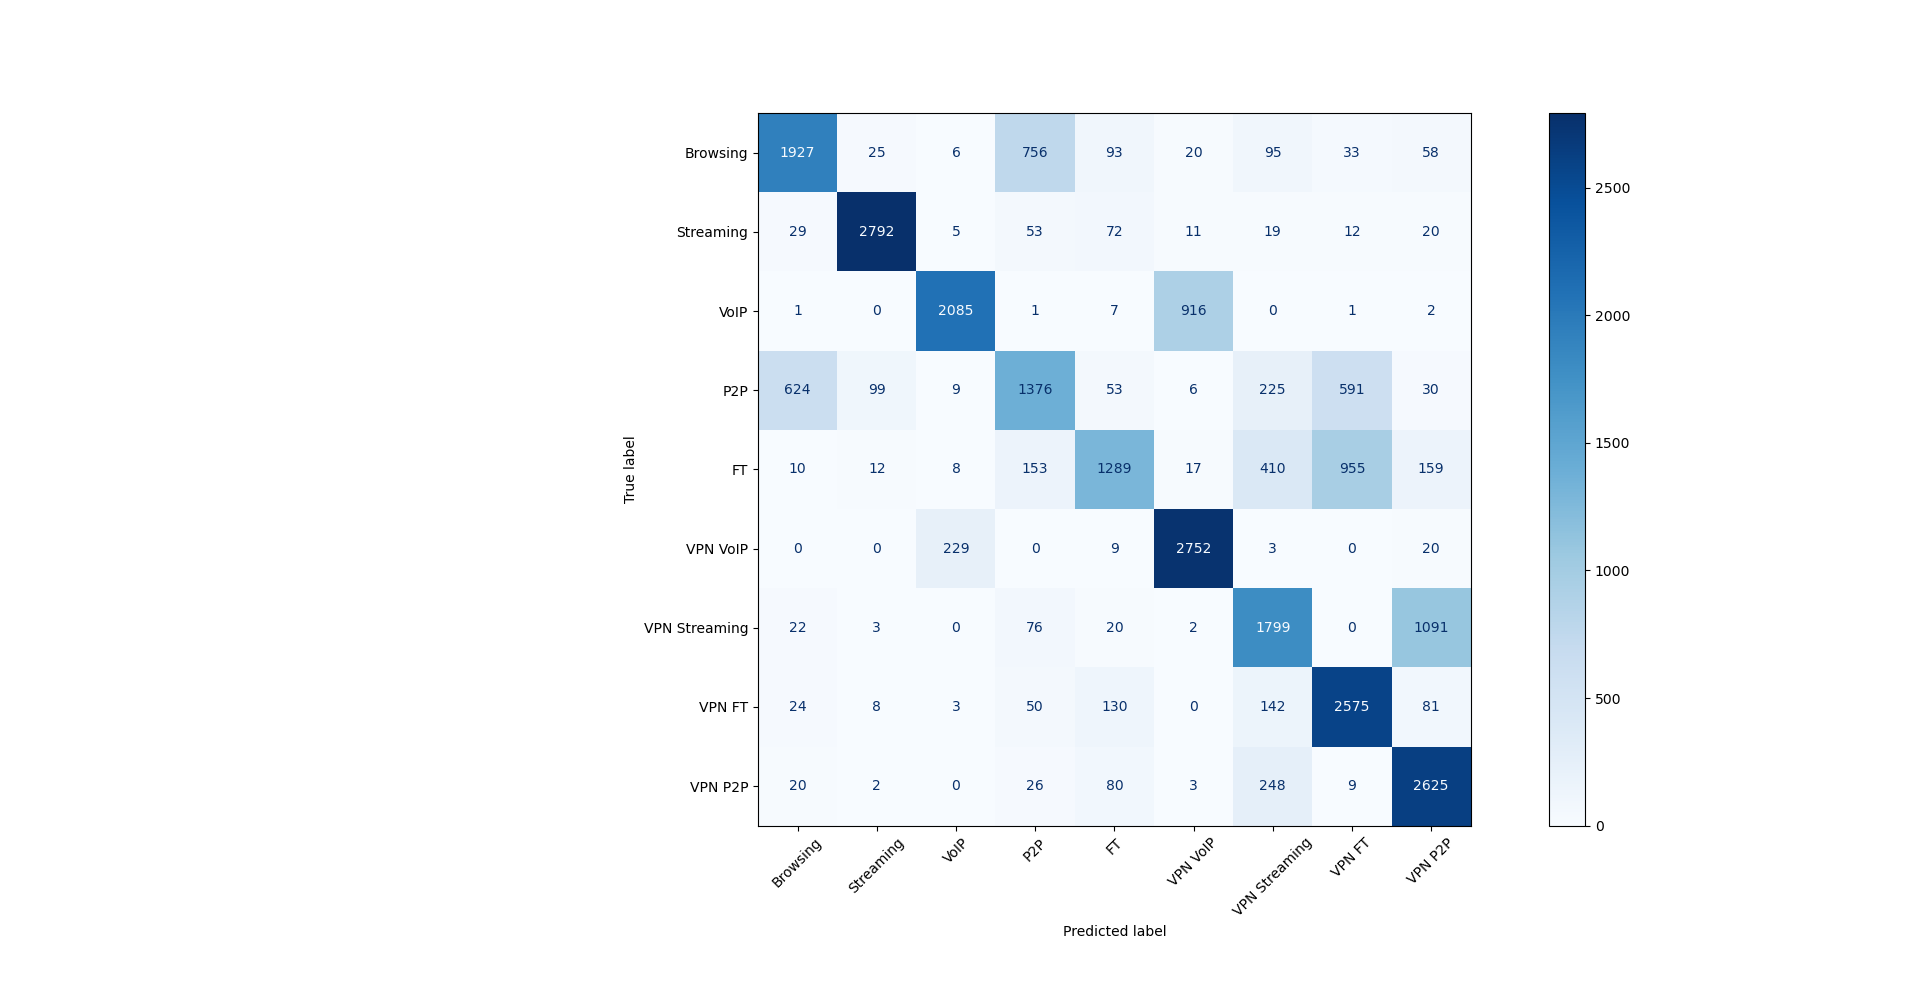 Browsing 1927 25 6 756 93 20 95 33 58
Streaming 29 2792 5 53 72 11 19 12 20
VoIP 1 0 2085 1 7 916 0 1 2
P2P 624 99 9 1376 53 6 225 591 30
FT 10 12 8 153 1289 17 410 955 159
VPN VoIP 0 0 229 0 9 2752 3 0 20
VPN Streaming 22 3 0 76 20 2 1799 0 1091
VPN FT 24 8 3 50 130 0 142 2575 81
VPN P2P 20 2 0 26 80 3 248 9 2625
Browsing Streaming VoIP P2P FT VPN VoIP VPN Streaming VPN FT VPN P2P
Predicted label
True label
2500
2000
1500
1000
500
0